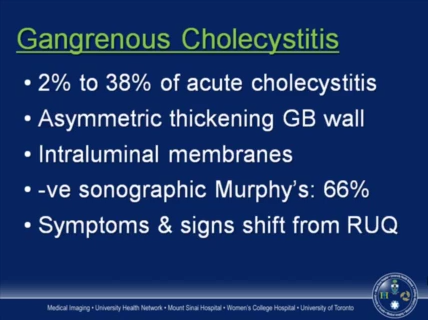 Gangrenous Cholecystitis
• 2% to 38% of acute cholecystitis
• Asymmetric thickening GB wall
• Intraluminal membranes
• -ve sonographic Murphy's: 66%
• Symptoms & signs shift from RUQ
Medical Imaging • University Health Network • Mount Sinai Hospital • Women's College Hospital • University of Toronto